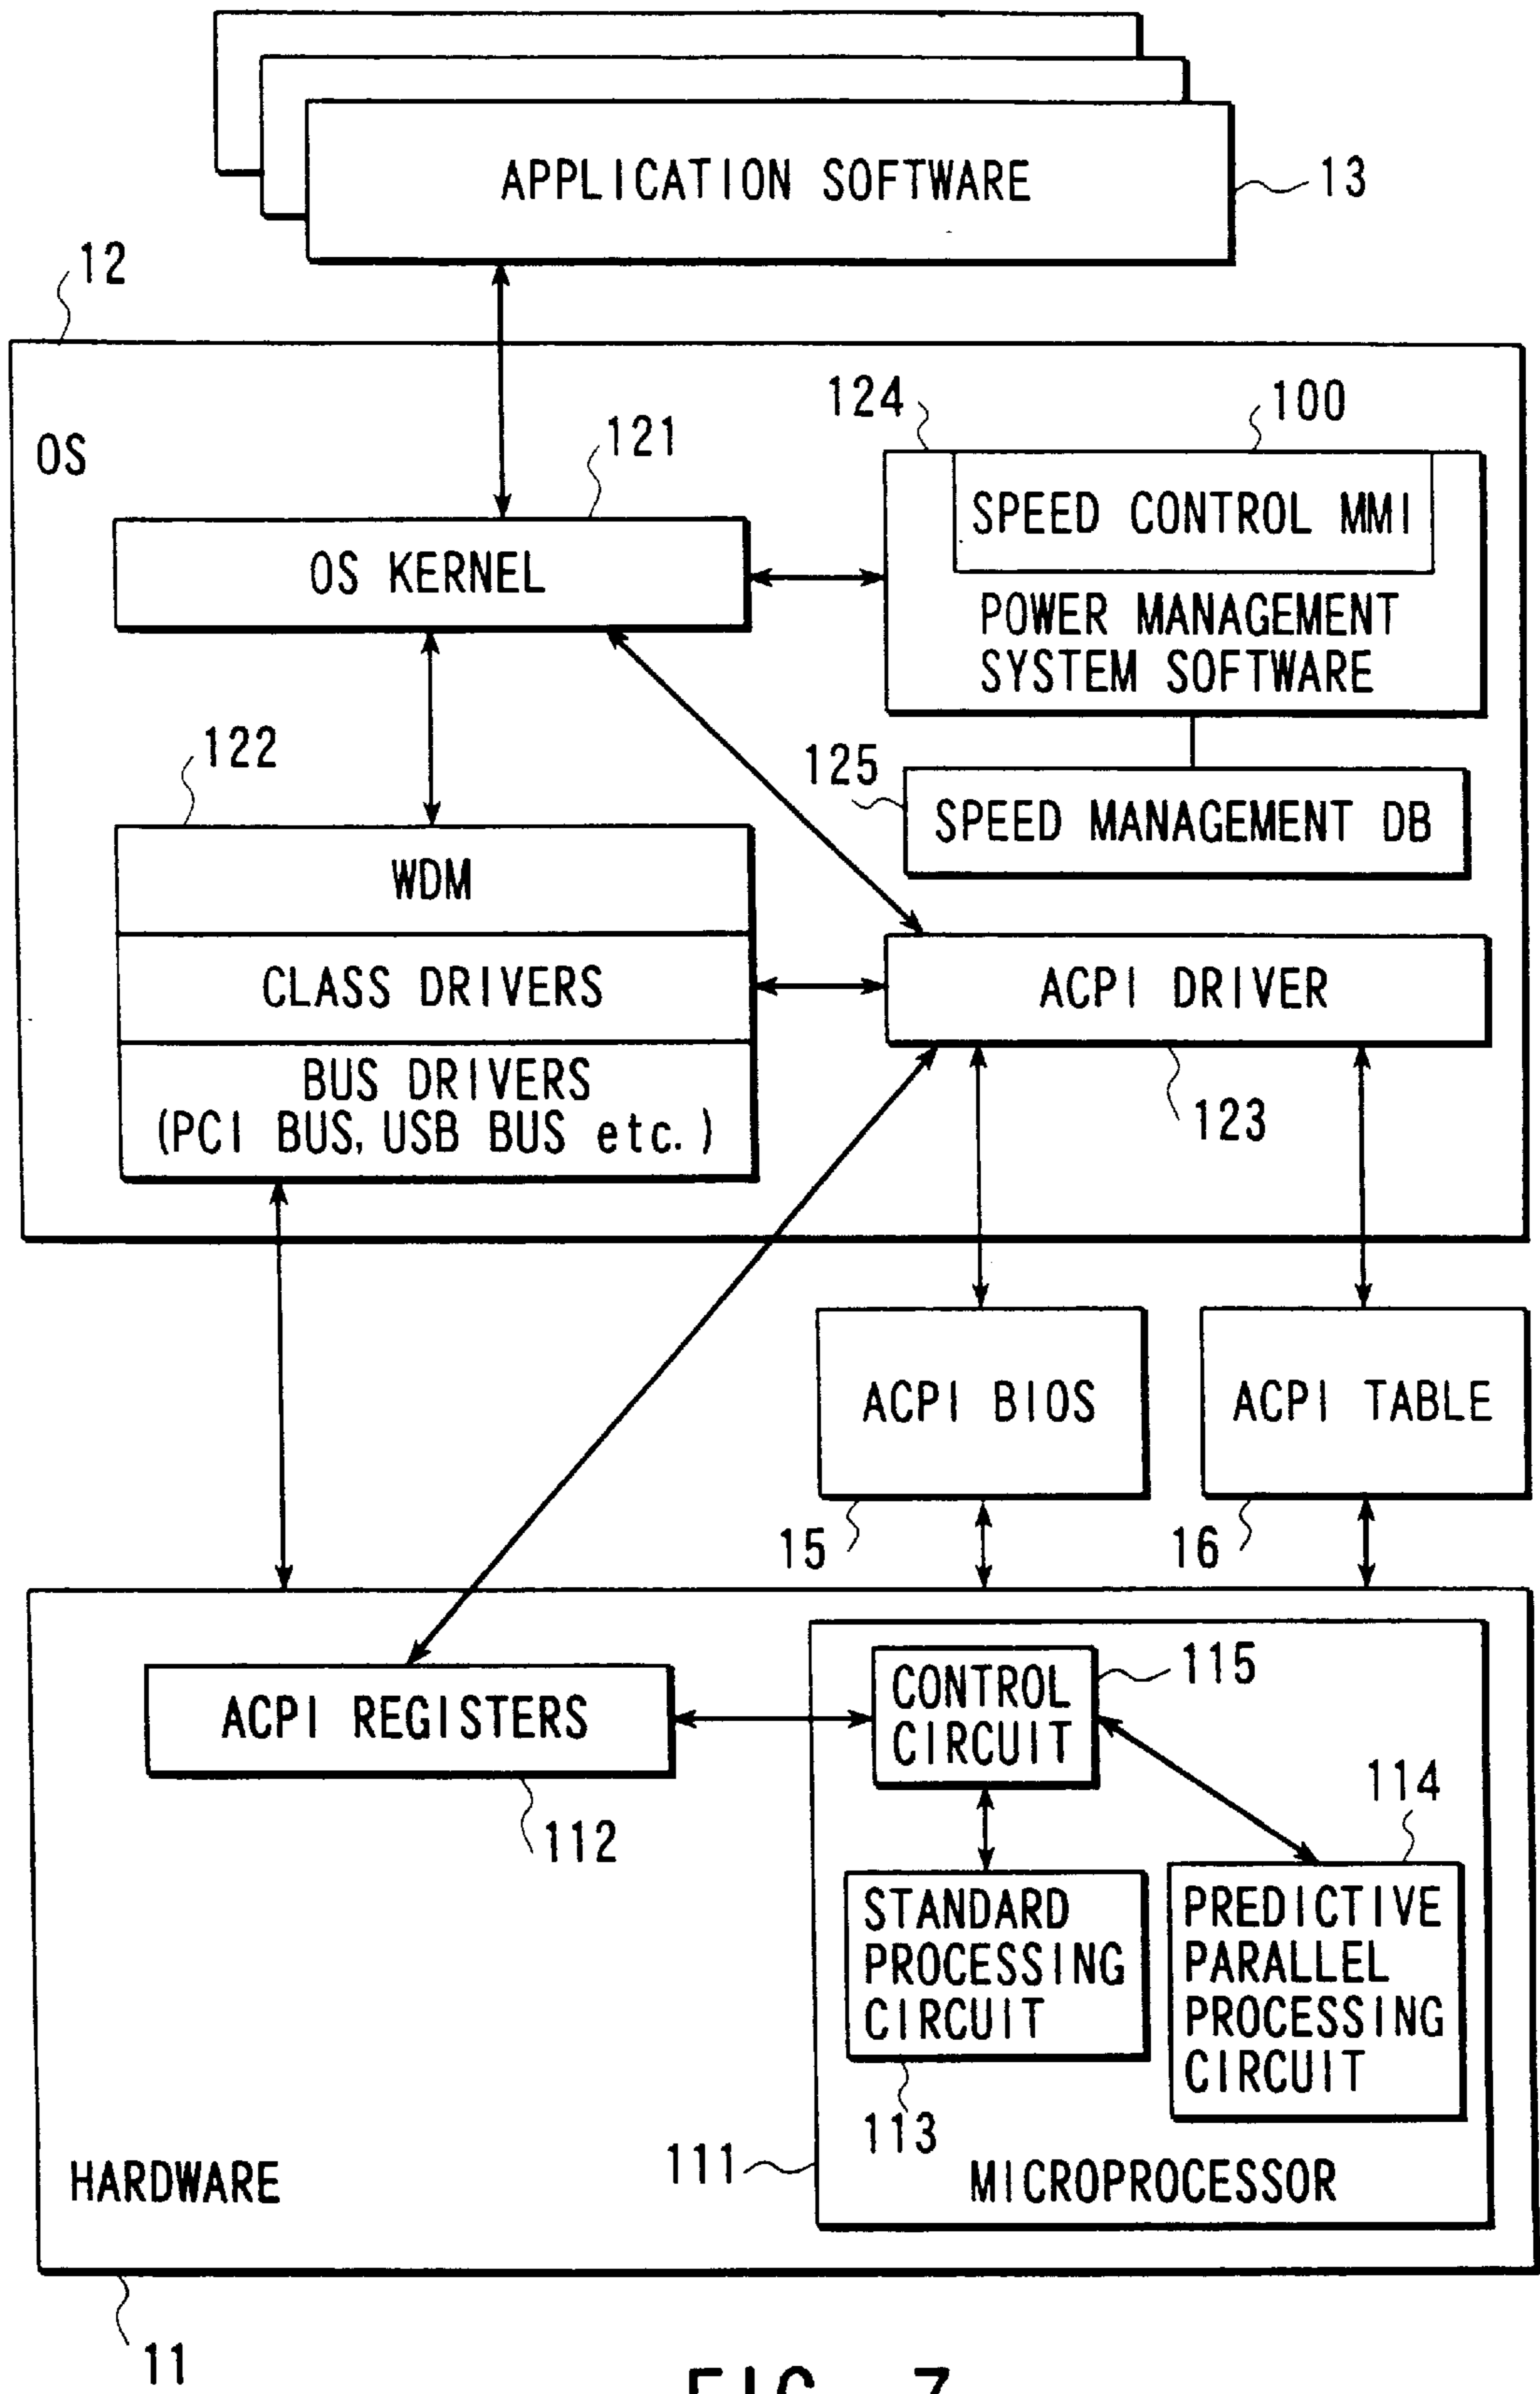 APPLICATION SOFTWARE
13
12
OS
121
124
100
OS KERNEL
SPEED CONTROL MMI
POWER MANAGEMENT
SYSTEM SOFTWARE
122
125
SPEED MANAGEMENT DB
WDM
CLASS DRIVERS
BUS DRIVERS
(PCI BUS, USB BUS etc.)
ACPI DRIVER
123
ACPI BIOS
ACPI TABLE
15
16
ACPI REGISTERS
112
CONTROL
CIRCUIT
115
114
STANDARD
PROCESSING
CIRCUIT
113
PREDICTIVE
PARALLEL
PROCESSING
CIRCUIT
111
MICROPROCESSOR
HARDWARE
11